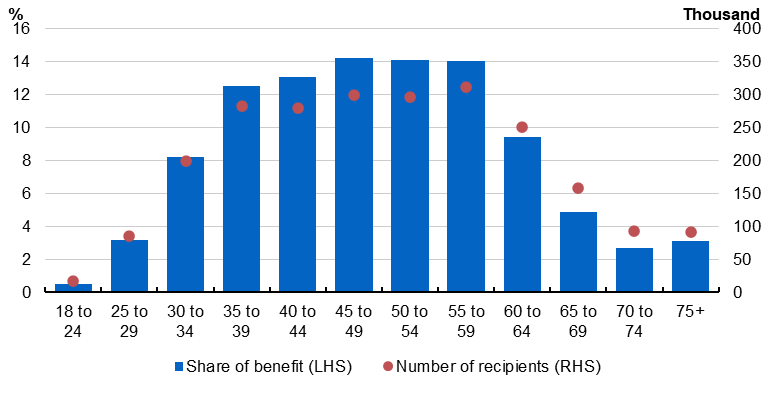 % Thousand
16 400
14 350
12 300
10 250
8 200
6 150
4 100
2 50
0 0
18 to 25 to 30 to 35 to 40 to 45 to 50 to 55 to 60 to 65 to 70 to 75+
24 29 34 39 44 49 54 59 64 69 74
Share of benefit (LHS) Number of recipients (RHS)